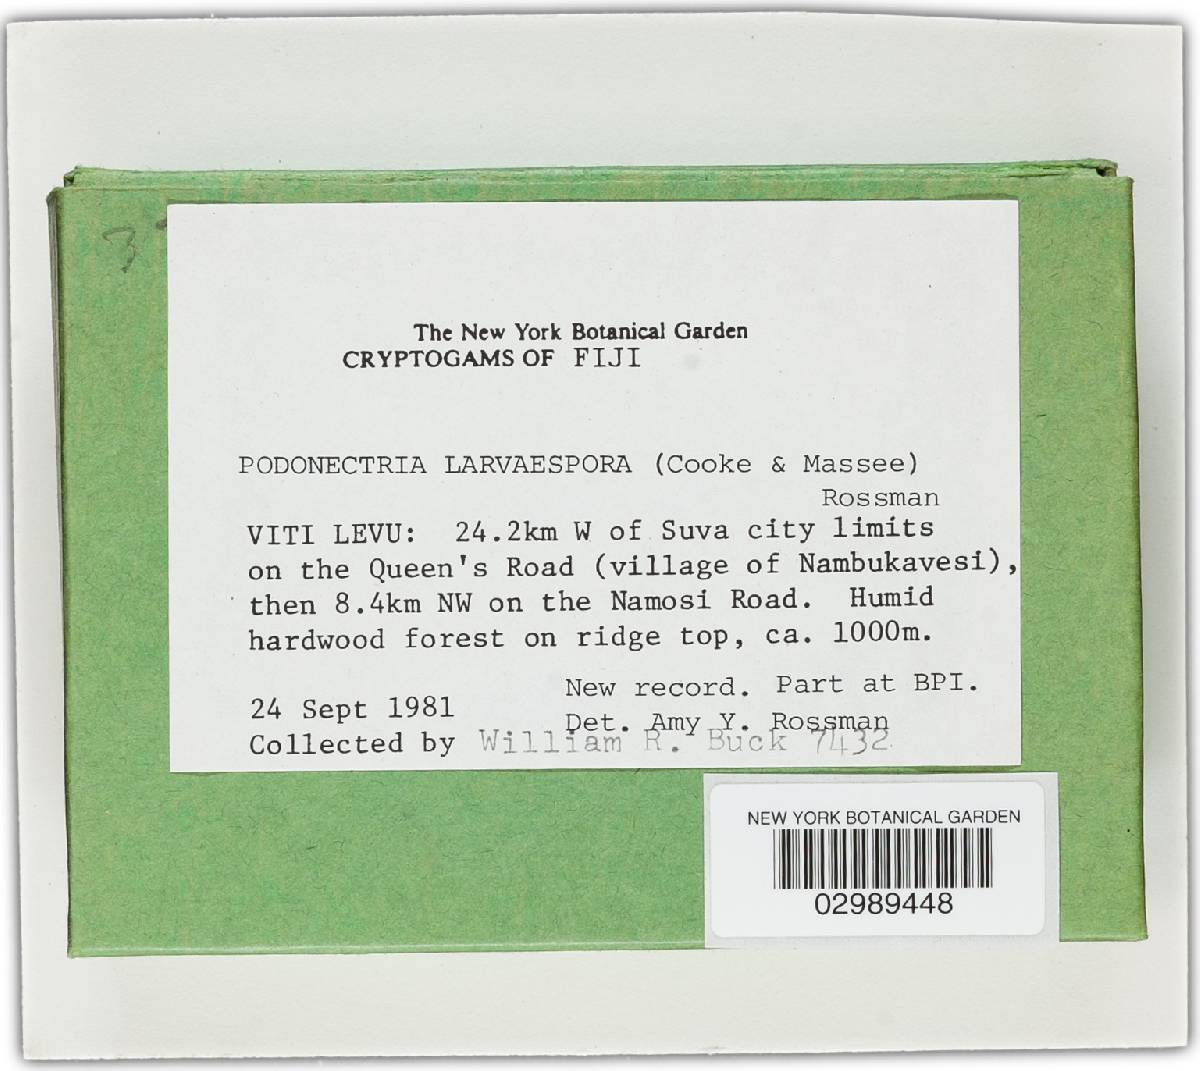 3
The New York Botanical Garden
CRYPTOGAMS OF FIJI
PODONECTRIA LARVAESPORA (Cooke & Massee)
Rossman
VITI LEVU: 24.2km W of Suva city limits
on the Queen's Road (village of Nambukavesi),
then 8.4km NW on the Namosi Road. Humid
hardwood forest on ridge top, ca. 1000m.
New record. Part at BPI.
24 Sept 1981
Det. Amy Y. Rossman
Collected by William R. Buck 7432
NEW YORK BOTANICAL GARDEN
02989448